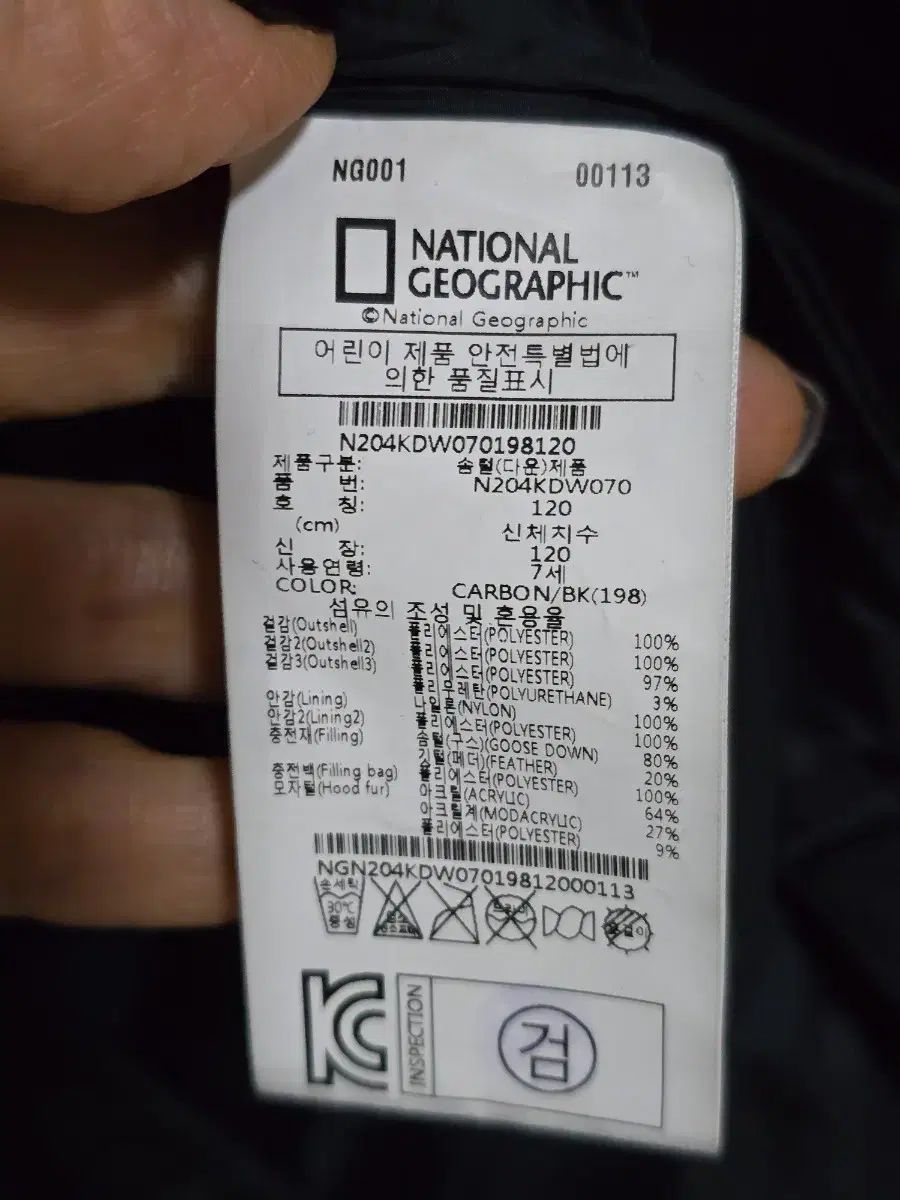 NG001 00113
NATIONAL
GEOGRAPHIC™
©National Geographic
어린이 제품 안전특별법에
의한 품질표시
N204KDW070198120
제품구분: 솜털(다운)제품
품 번: N204KDW070
호 칭: 120
(cm) 신체치수
신 장: 120
사용연령: 7세
COLOR: CARBON/BK(198)
섬유의 조성 및 혼용율
겉감(Outshell) 폴리에스터(POLYESTER) 100%
겉감2(Outshell2) 폴리에스터(POLYESTER) 100%
겉감3(Outshell3) 폴리에스터(POLYESTER) 97%
폴리우레탄(POLYURETHANE) 3%
안감(Lining) 나일론(NYLON) 100%
안감2(Lining2) 폴리에스터(POLYESTER) 100%
충전재(Filling) 솜털(구스)(GOOSE DOWN) 80%
깃털(페더)(FEATHER) 20%
충전백(Filling bag) 폴리에스터(POLYESTER) 100%
모자털(Hood fur) 아크릴(ACRYLIC) 64%
아크릴계(MODACRYLIC) 27%
폴리에스터(POLYESTER) 9%
NGN204KDW07019812000113
손세탁
30℃
중성
드라이
옷걸이
KC
INSPECTION
검